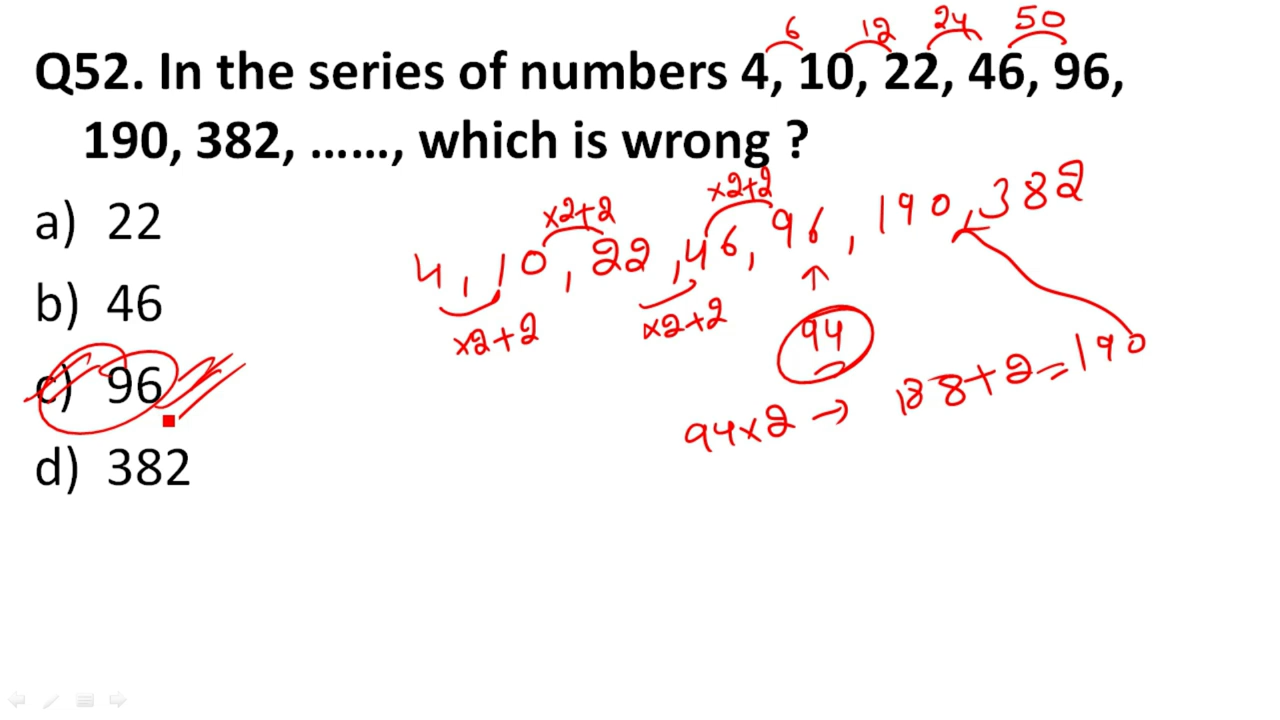 6 12 24 50
Q52. In the series of numbers 4, 10, 22, 46, 96,
190, 382, ……, which is wrong ?
a) 22
×2+2 ×2+2
4, 10, 22, 46, 96, 190, 382
b) 46
×2+2 ×2+2
94
c) 96
94×2 → 188+2=190
d) 382